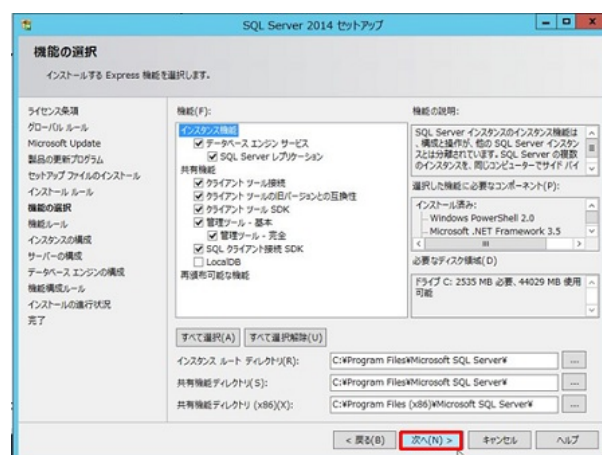 SQL Server 2014 セットアップ
機能の選択
インストールする Express 機能を選択します。
ライセンス条項
グローバル ルール
Microsoft Update
製品の更新プログラム
セットアップ ファイルのインストール
インストール ルール
機能の選択
機能ルール
インスタンスの構成
サーバーの構成
データベース エンジンの構成
機能構成ルール
インストールの進行状況
完了
機能(F):
インスタンス機能
データベース エンジン サービス
SQL Server レプリケーション
共有機能
クライアント ツール接続
クライアント ツールの旧バージョンとの互換性
クライアント ツール SDK
管理ツール - 基本
管理ツール - 完全
SQL クライアント接続 SDK
LocalDB
再頒布可能な機能
機能の説明:
SQL Server インスタンスのインスタンス機能は
、構成と操作が、他の SQL Server インスタン
スとは分離されています。SQL Server の複数
のインスタンスを、同じコンピューターでサイド バイ
選択した機能に必要なコンポーネント(P):
インストール済み:
Windows PowerShell 2.0
Microsoft .NET Framework 3.5
必要なディスク領域(D)
ドライブ C: 2535 MB 必要、44029 MB 使用
可能
すべて選択(A)
すべて選択解除(U)
インスタンス ルート ディレクトリ(R):
C:¥Program Files¥Microsoft SQL Server¥
...
共有機能ディレクトリ(S):
C:¥Program Files¥Microsoft SQL Server¥
...
共有機能ディレクトリ (x86)(X):
C:¥Program Files (x86)¥Microsoft SQL Server¥
...
< 戻る(B)
次へ(N) >
キャンセル
ヘルプ